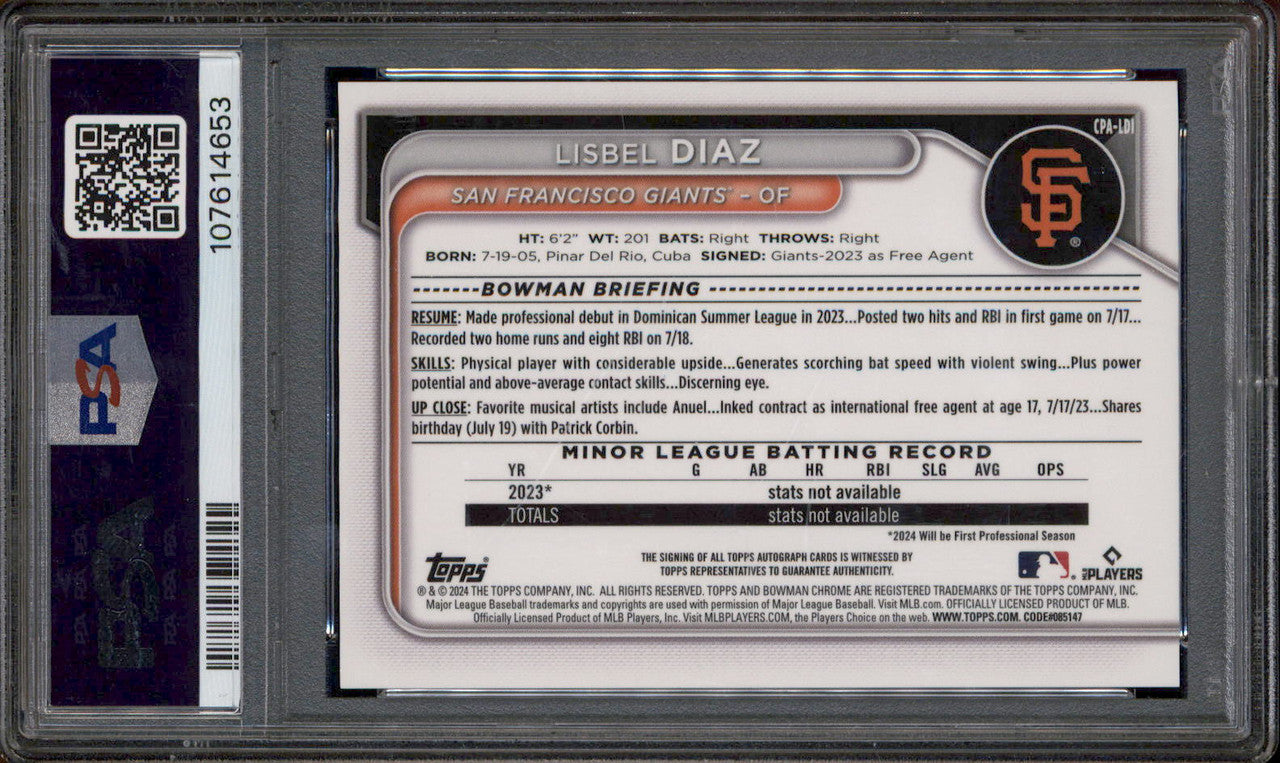 107614653
PSA
CPA-LDI
LISBEL DIAZ
SAN FRANCISCO GIANTS™ – OF
SF ®
HT: 6'2" WT: 201 BATS: Right THROWS: Right
BORN: 7-19-05, Pinar Del Rio, Cuba SIGNED: Giants-2023 as Free Agent
BOWMAN BRIEFING
RESUME: Made professional debut in Dominican Summer League in 2023...Posted two hits and RBI in first game on 7/17...
Recorded two home runs and eight RBI on 7/18.
SKILLS: Physical player with considerable upside...Generates scorching bat speed with violent swing...Plus power
potential and above-average contact skills...Discerning eye.
UP CLOSE: Favorite musical artists include Anuel...Inked contract as international free agent at age 17, 7/17/23...Shares
birthday (July 19) with Patrick Corbin.
MINOR LEAGUE BATTING RECORD
YR G AB HR RBI SLG AVG OPS
2023* stats not available
TOTALS stats not available
*2024 Will be First Professional Season
Topps®
THE SIGNING OF ALL TOPPS AUTOGRAPH CARDS IS WITNESSED BY
TOPPS REPRESENTATIVES TO GUARANTEE AUTHENTICITY.
MLB PLAYERS
® & © 2024 THE TOPPS COMPANY, INC. ALL RIGHTS RESERVED. TOPPS AND BOWMAN CHROME ARE REGISTERED TRADEMARKS OF THE TOPPS COMPANY, INC.
Major League Baseball trademarks and copyrights are used with permission of Major League Baseball. Visit MLB.com. OFFICIALLY LICENSED PRODUCT OF MLB.
Officially Licensed Product of MLB Players, Inc. Visit MLBPLAYERS.COM, the Players Choice on the web. WWW.TOPPS.COM. CODE#085147